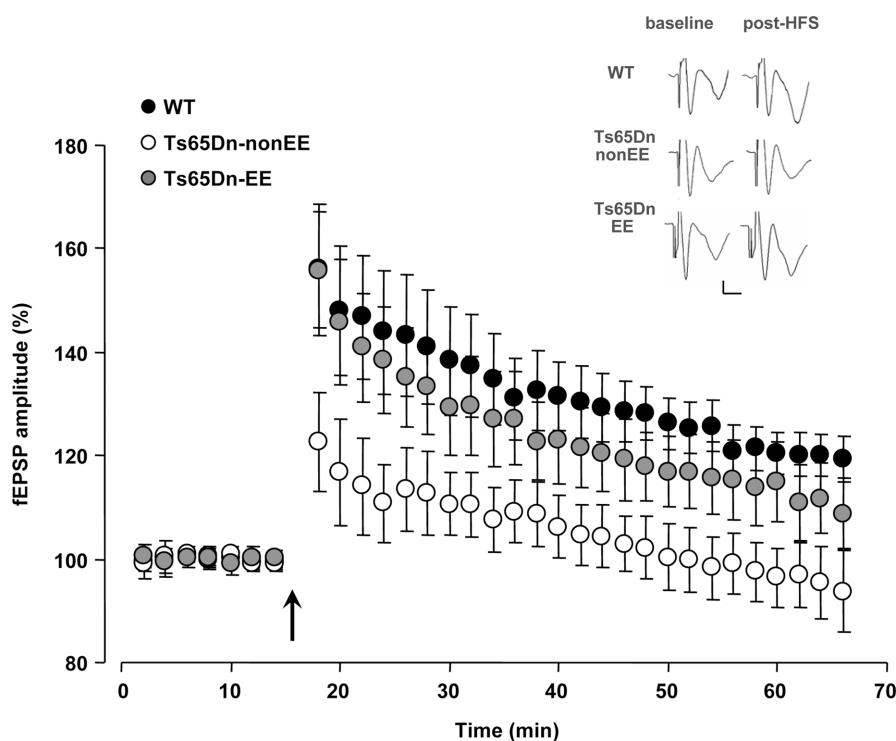 baseline post-HFS
WT
Ts65Dn
nonEE
Ts65Dn
EE
WT
Ts65Dn-nonEE
Ts65Dn-EE
fEPSP amplitude (%)
180
160
140
120
100
80
0 10 20 30 40 50 60 70
Time (min)